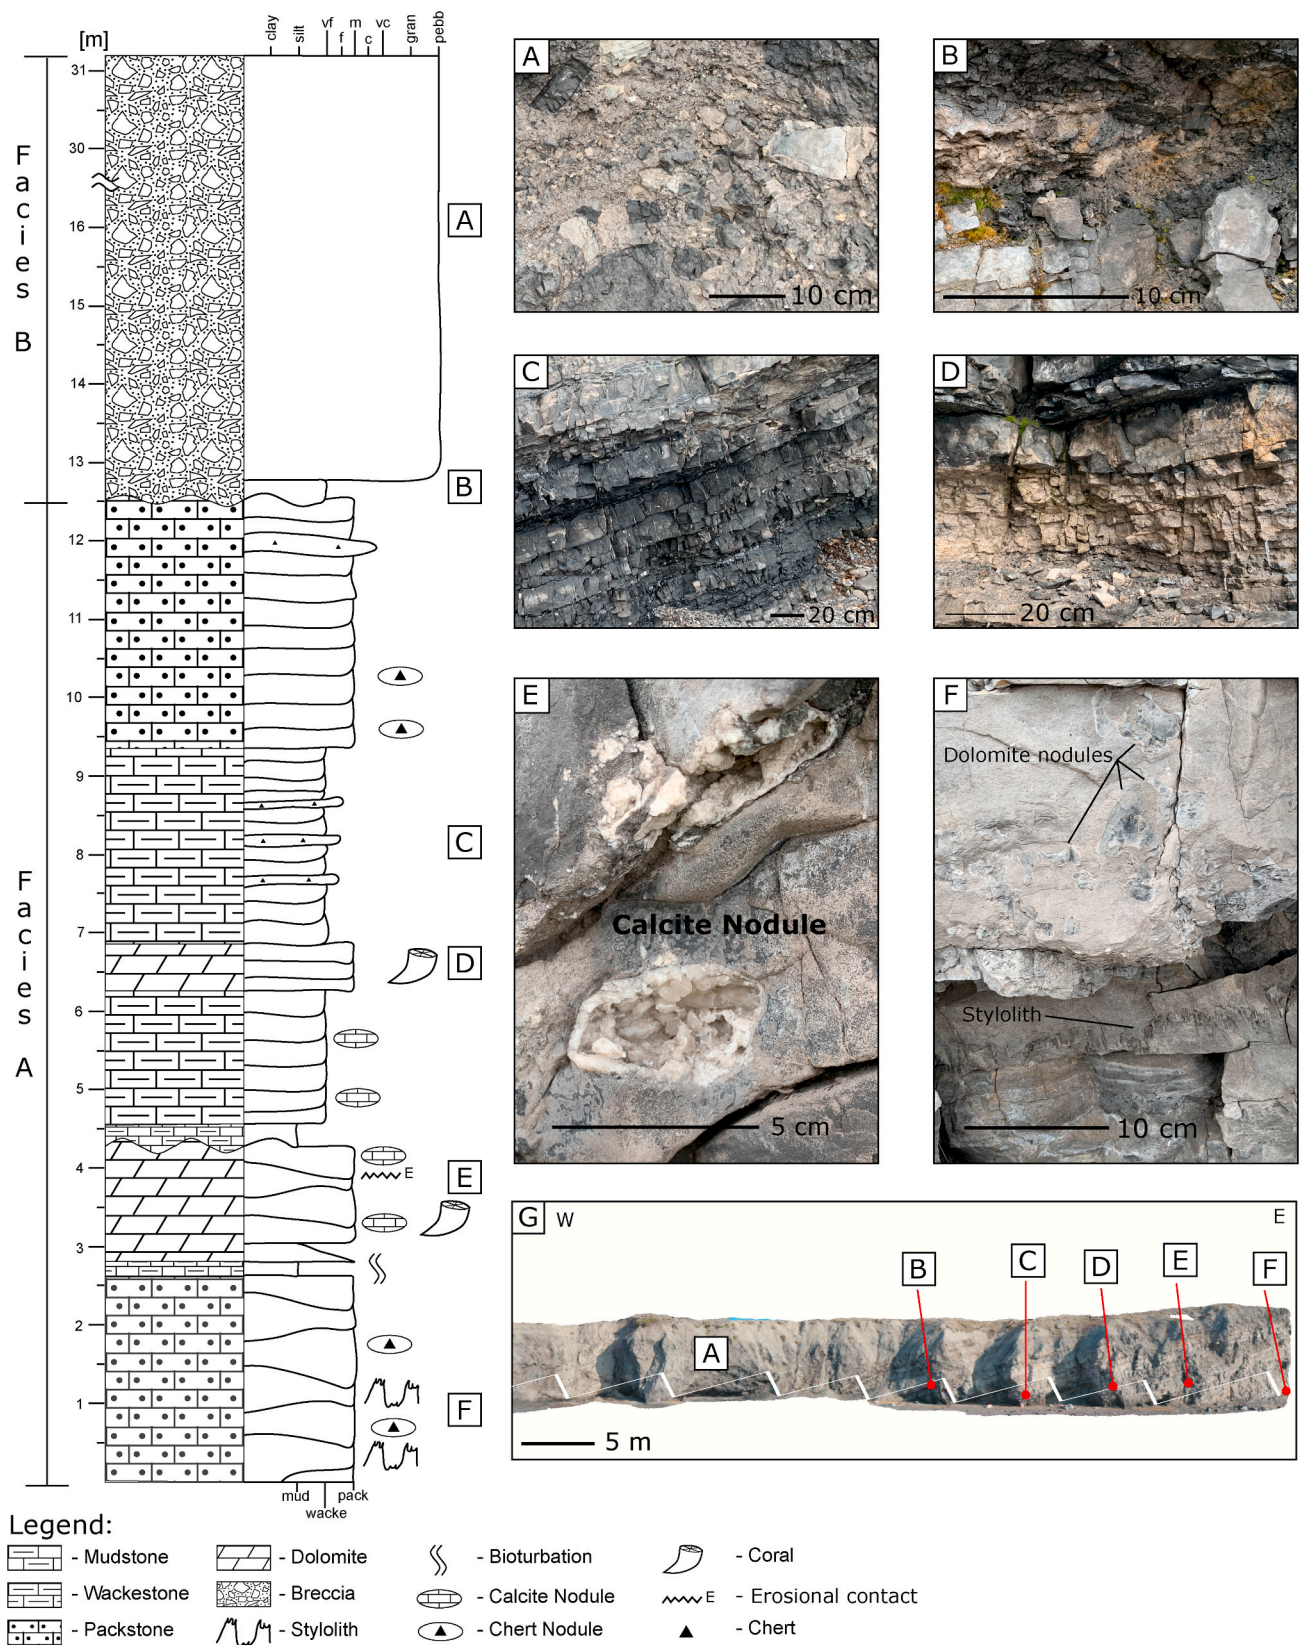 [m]
clay
silt
vf
f
m
c
vc
gran
pebb
31
30
16
15
14
13
12
11
10
9
8
7
6
5
4
3
2
1
Facies B
Facies A
A
B
C
D
E
F
E
mud
wacke
pack
A
10 cm
B
10 cm
C
20 cm
D
20 cm
E
Calcite Nodule
5 cm
F
Dolomite nodules
Stylolith
10 cm
G
W
E
A
B
C
D
E
F
5 m
Legend:
- Mudstone
- Dolomite
- Bioturbation
- Coral
- Wackestone
- Breccia
- Calcite Nodule
E - Erosional contact
- Packstone
- Stylolith
- Chert Nodule
- Chert